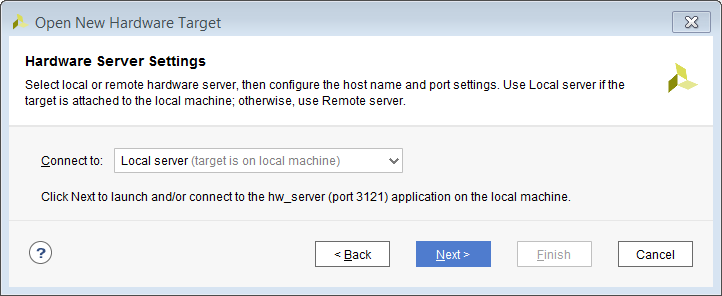 Open New Hardware Target
Hardware Server Settings
Select local or remote hardware server, then configure the host name and port settings. Use Local server if the
target is attached to the local machine; otherwise, use Remote server.
Connect to: Local server (target is on local machine)
Click Next to launch and/or connect to the hw_server (port 3121) application on the local machine.
? < Back Next > Finish Cancel